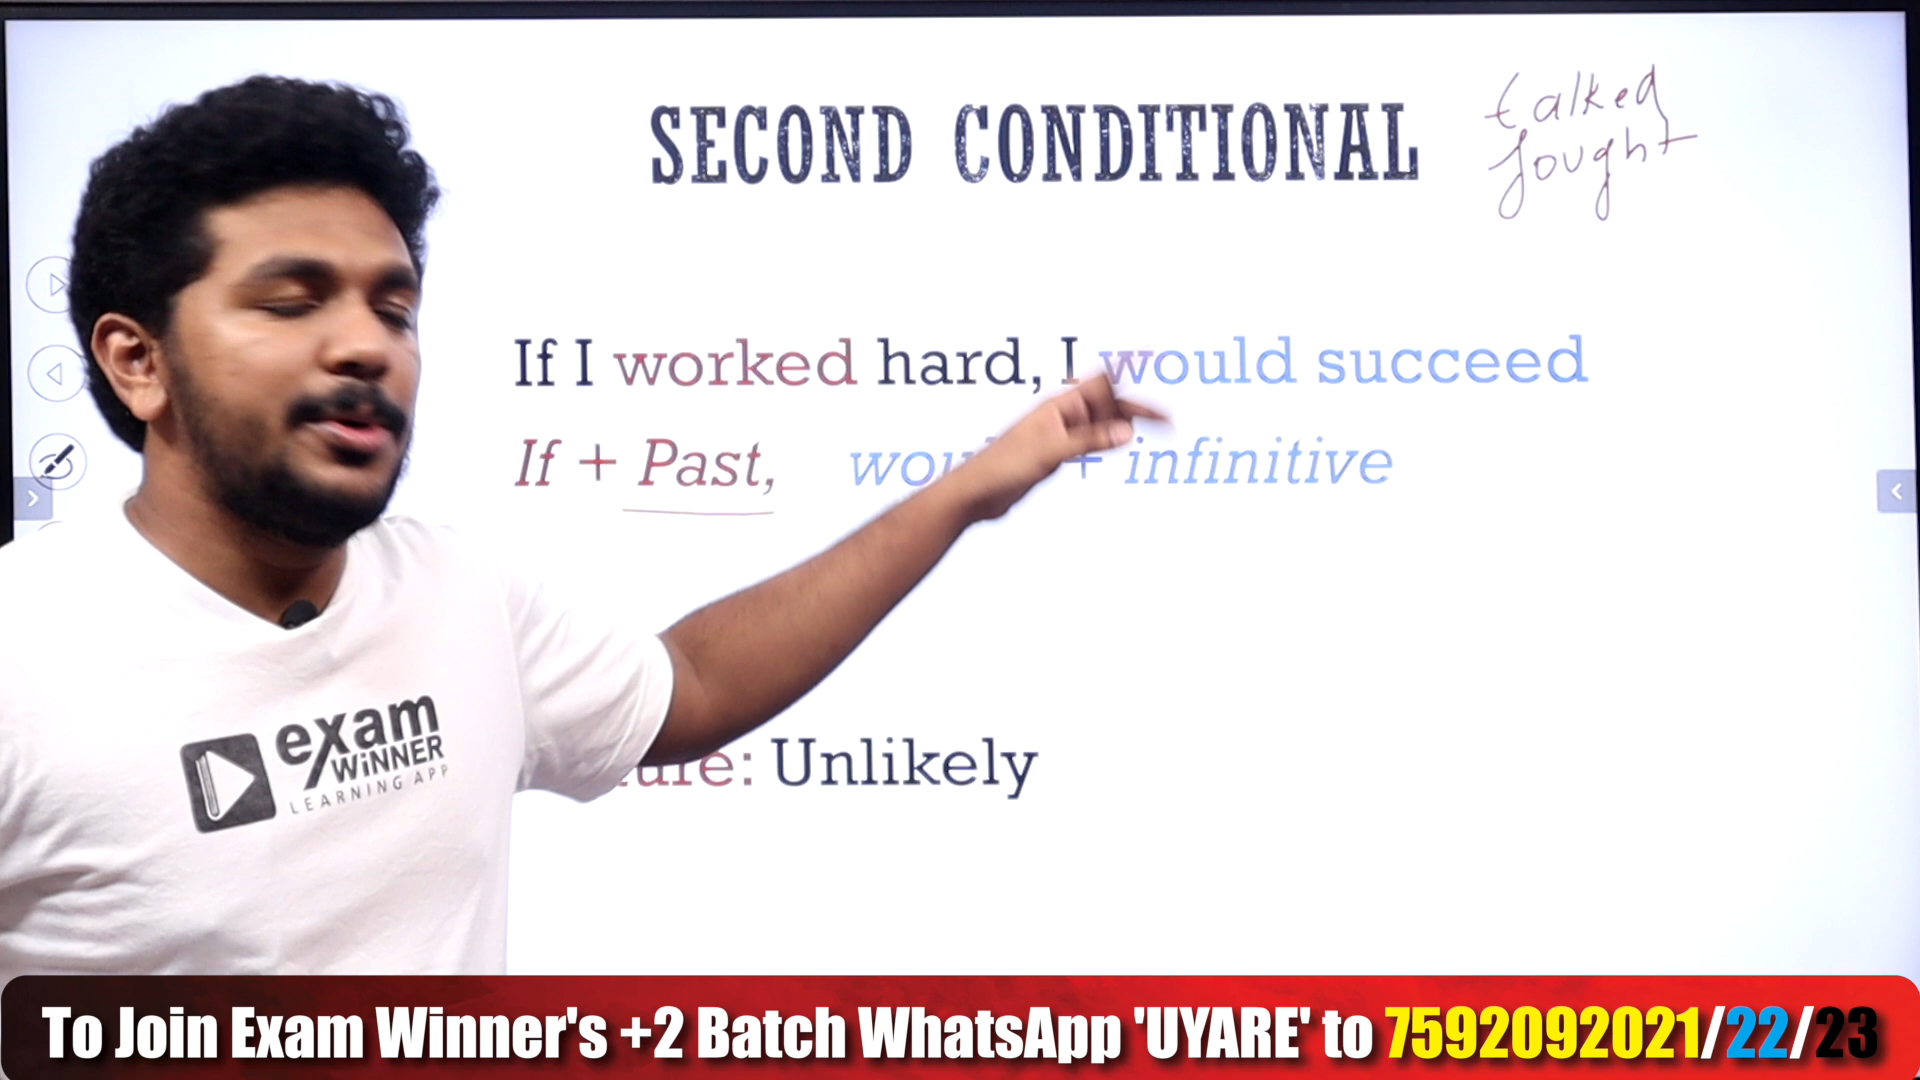 SECOND CONDITIONAL
talked
fought
If I worked hard, I would succeed
If + Past, + infinitive
Unlikely
exam
WiNNER
LEARNING APP
To Join Exam Winner's +2 Batch WhatsApp 'UYARE' to 7592092021/22/23